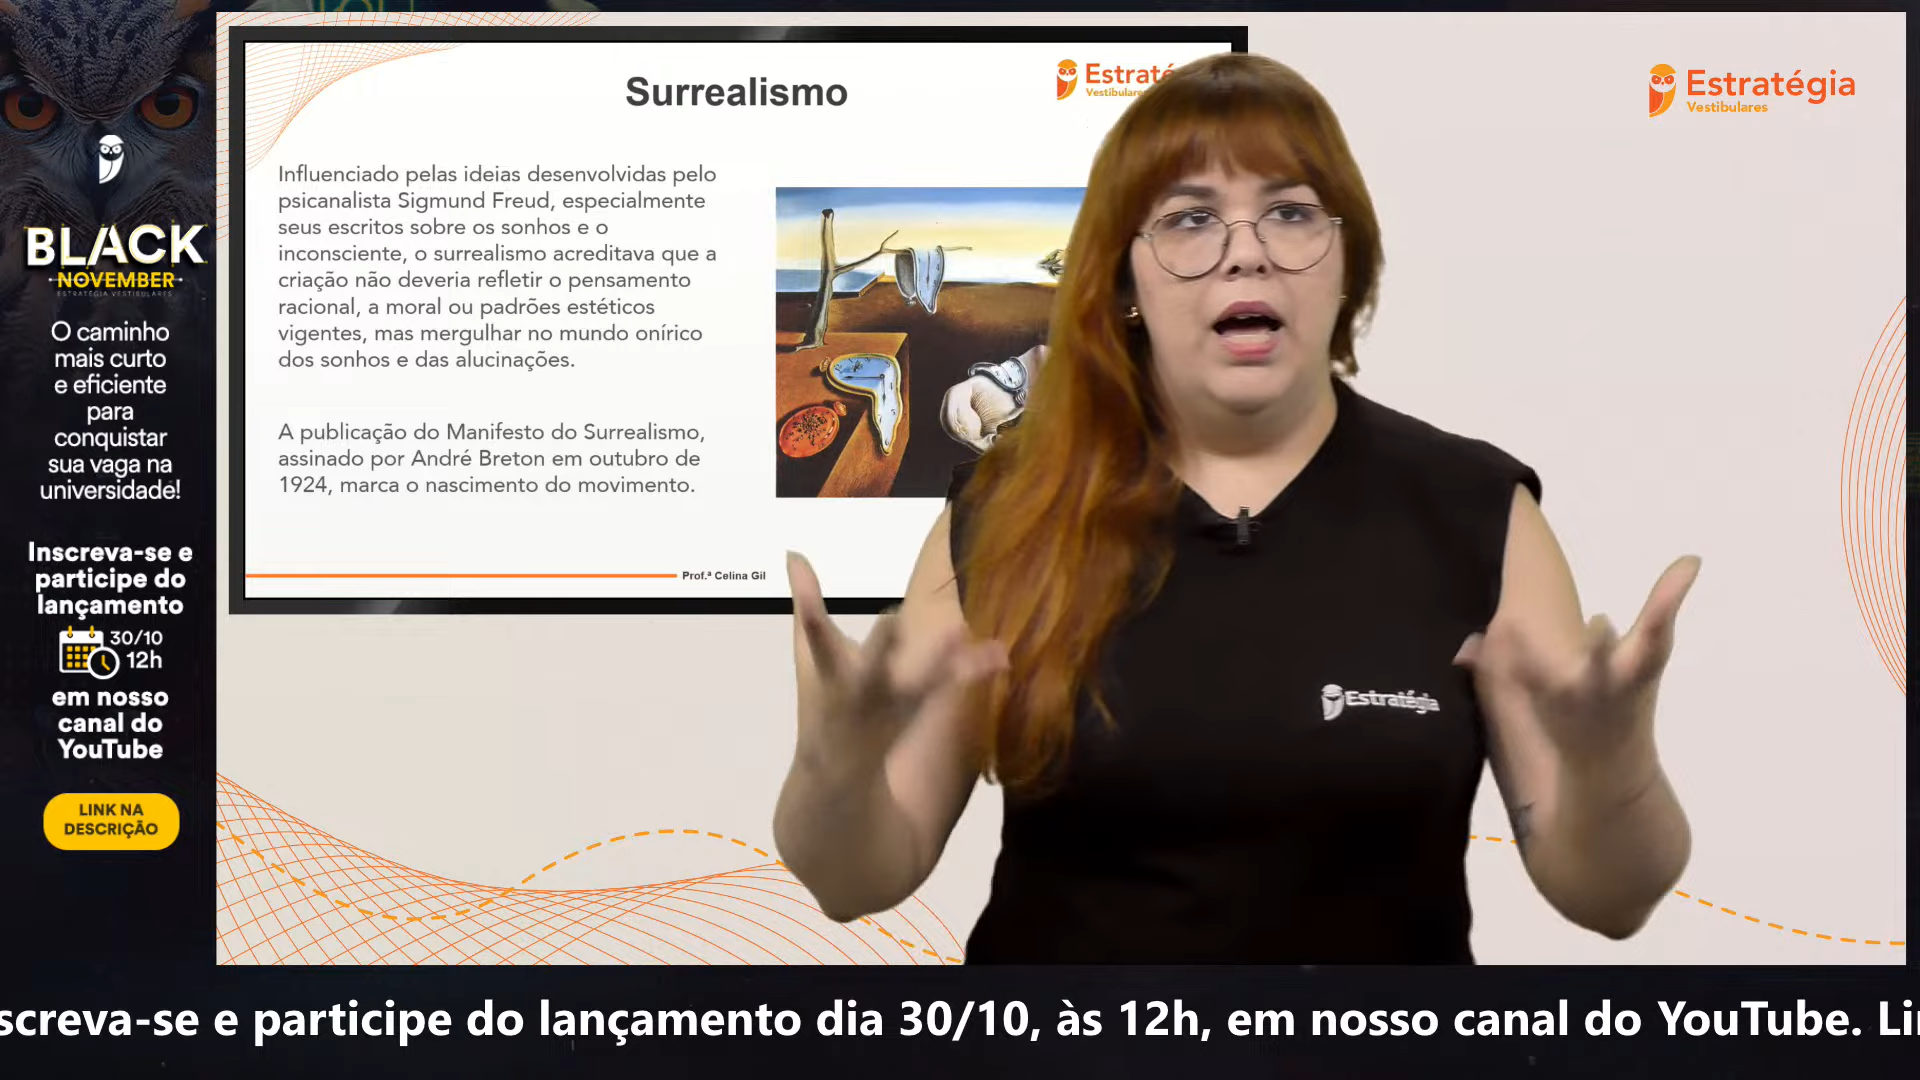 Surrealismo
Estraté
Vestibulares
Influenciado pelas ideias desenvolvidas pelo
psicanalista Sigmund Freud, especialmente
seus escritos sobre os sonhos e o
inconsciente, o surrealismo acreditava que a
criação não deveria refletir o pensamento
racional, a moral ou padrões estéticos
vigentes, mas mergulhar no mundo onírico
dos sonhos e das alucinações.
A publicação do Manifesto do Surrealismo,
assinado por André Breton em outubro de
1924, marca o nascimento do movimento.
Prof.ª Celina Gil
Estratégia
Vestibulares
Estratégia
BLACK
NOVEMBER
ESTRATÉGIA VESTIBULARES
O caminho
mais curto
e eficiente
para
conquistar
sua vaga na
universidade!
Inscreva-se e
participe do
lançamento
30/10
12h
em nosso
canal do
YouTube
LINK NA
DESCRIÇÃO
screva-se e participe do lançamento dia 30/10, às 12h, em nosso canal do YouTube. Li